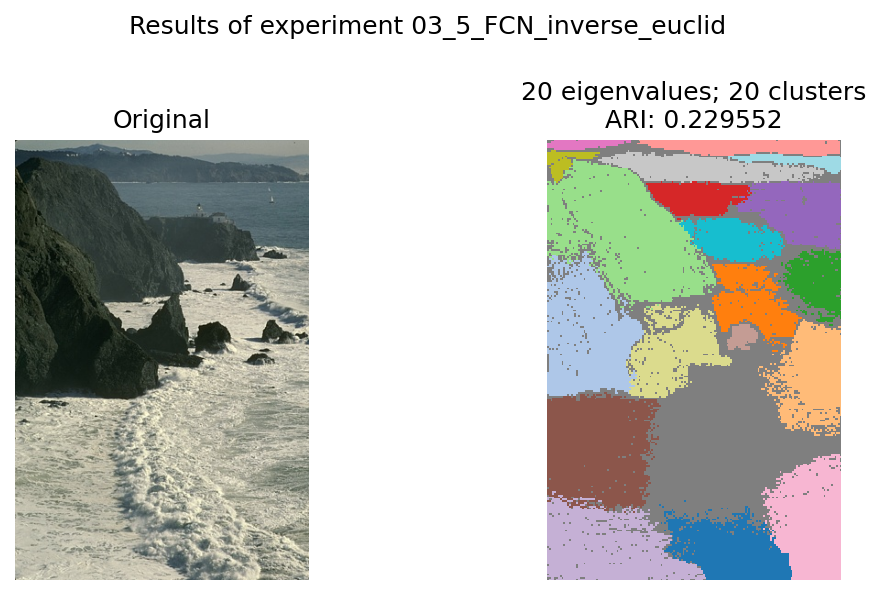 Results of experiment 03_5_FCN_inverse_euclid
Original
20 eigenvalues; 20 clusters
ARI: 0.229552